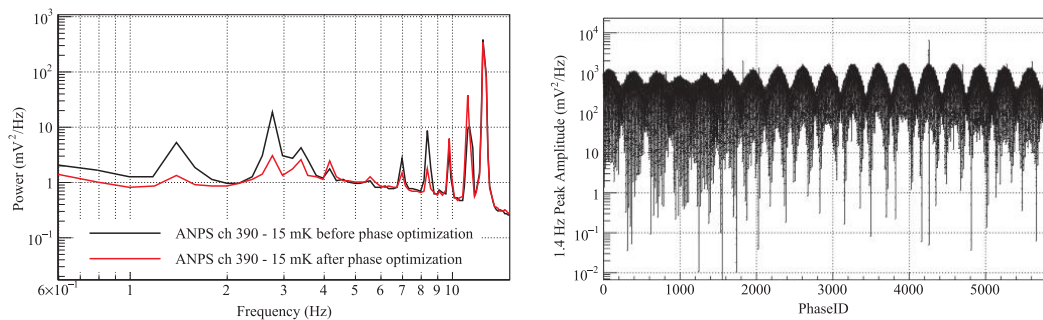 10³
10²
10
1
10⁻¹
Power (mV²/Hz)
ANPS ch 390 - 15 mK before phase optimization
ANPS ch 390 - 15 mK after phase optimization
6×10⁻¹ 1 2 3 4 5 6 7 8 9 10
Frequency (Hz)
10⁴
10³
10²
10
1
10⁻¹
10⁻²
1.4 Hz Peak Amplitude (mV²/Hz)
0 1000 2000 3000 4000 5000
PhaseID